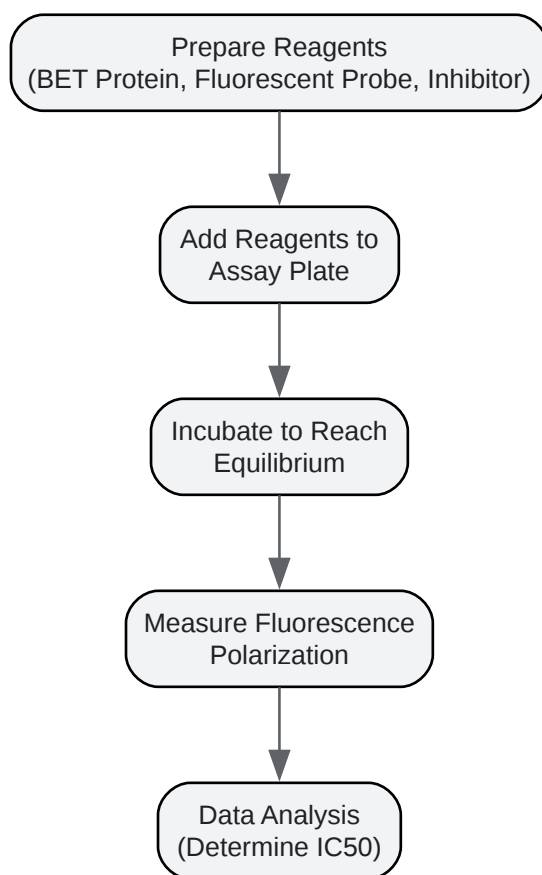 Prepare Reagents
(BET Protein, Fluorescent Probe, Inhibitor)
Add Reagents to
Assay Plate
Incubate to Reach
Equilibrium
Measure Fluorescence
Polarization
Data Analysis
(Determine IC50)